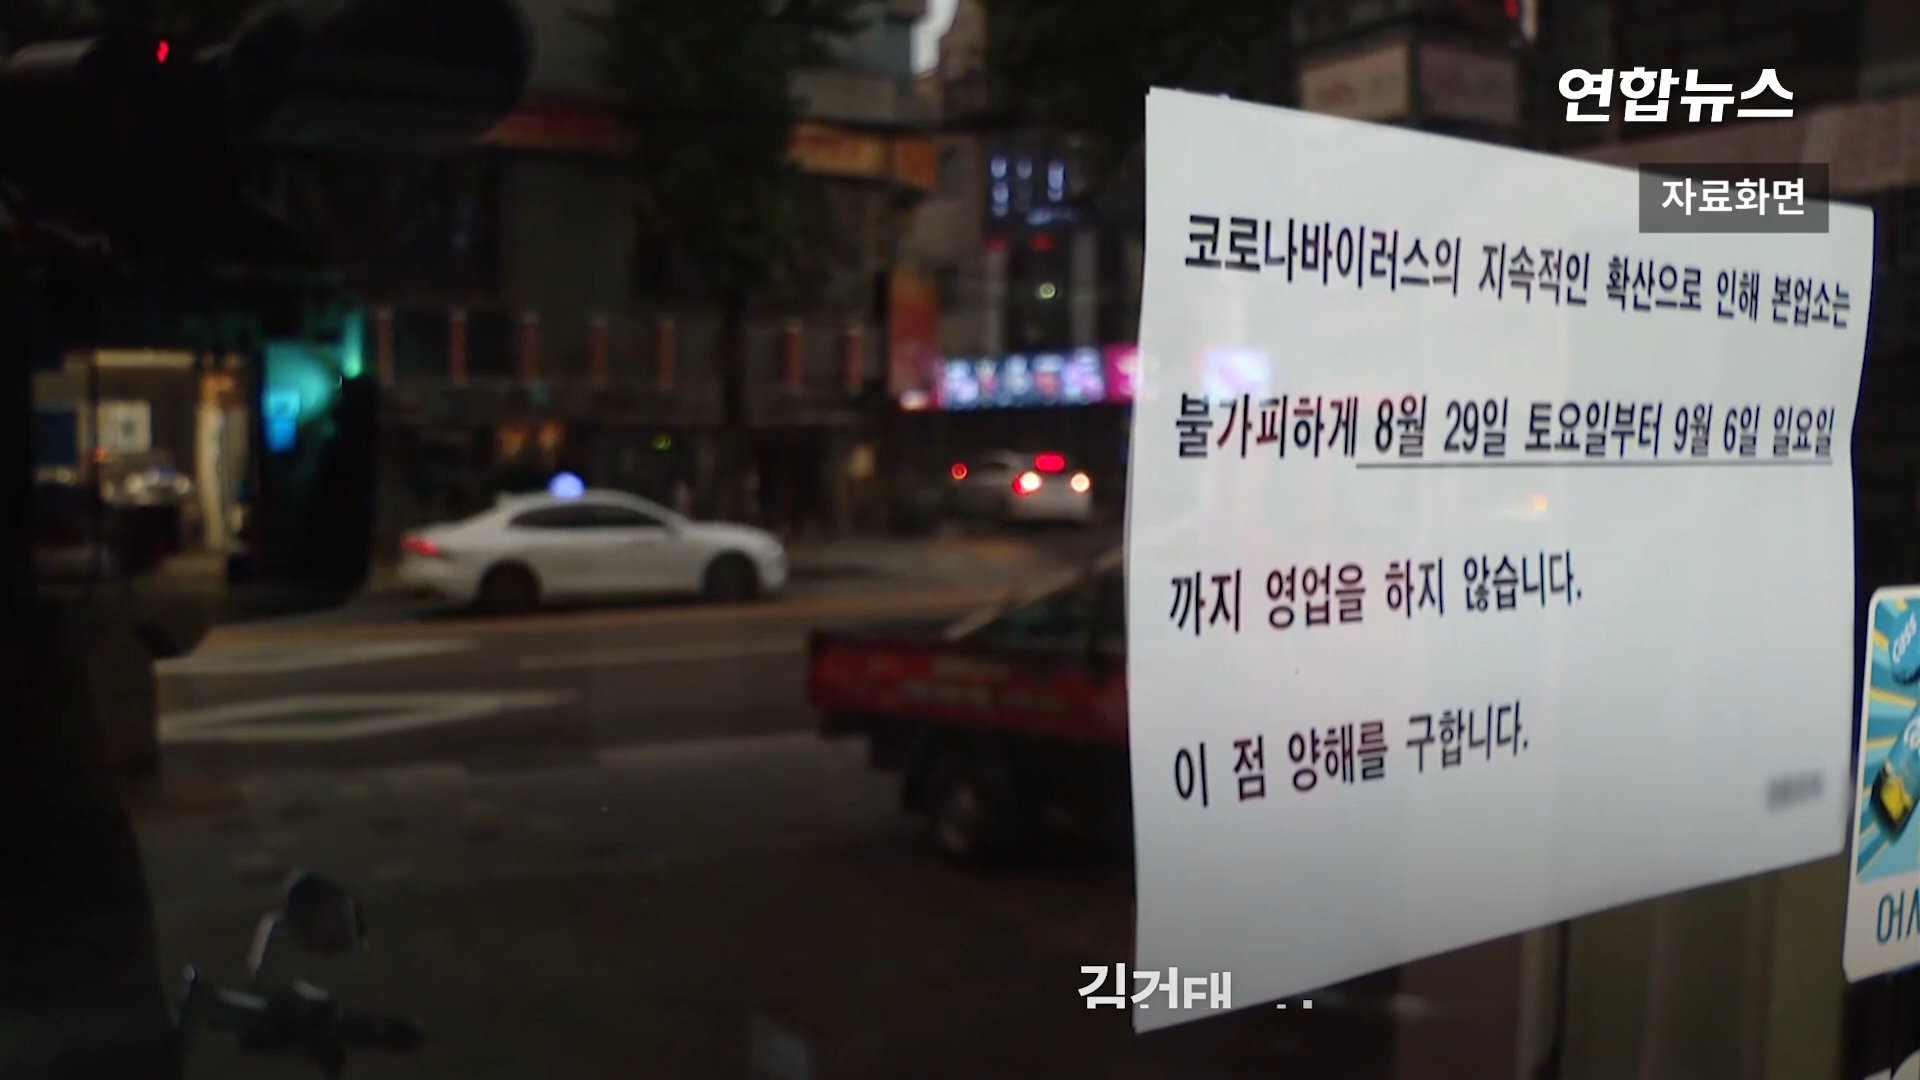 연합뉴스
자료화면
코로나바이러스의 지속적인 확산으로 인해 본업소는
불가피하게 8월 29일 토요일부터 9월 6일 일요일
까지 영업을 하지 않습니다.
이 점 양해를 구합니다.
cass